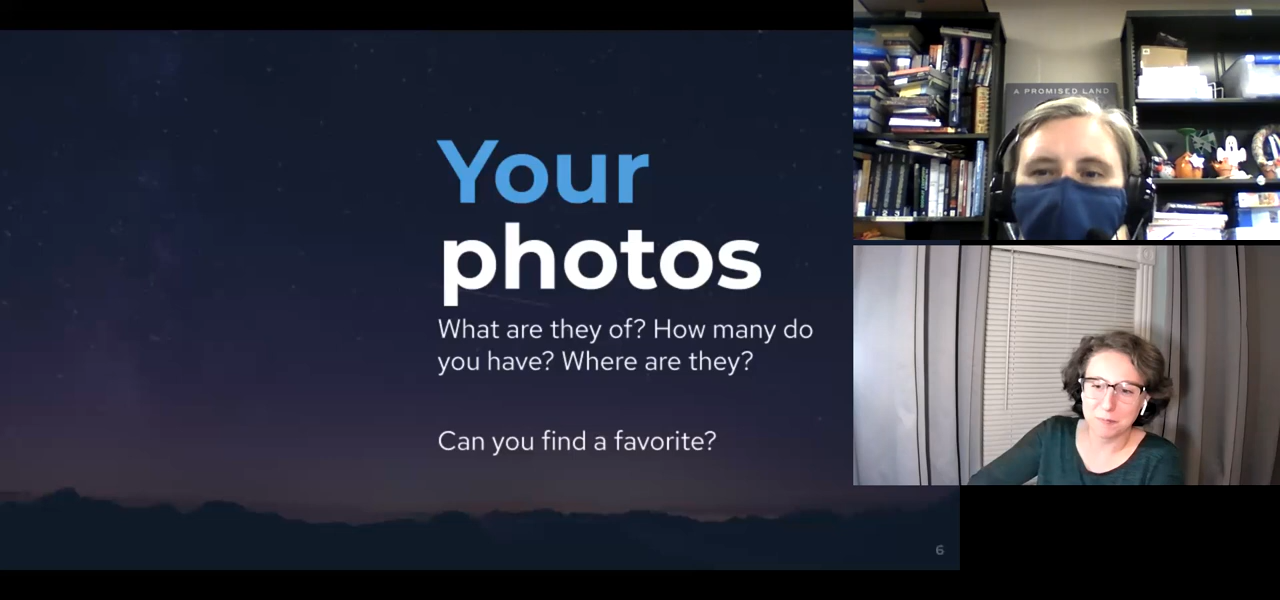 Your
photos
What are they of? How many do
you have? Where are they?
Can you find a favorite?
6
A PROMISED LAND